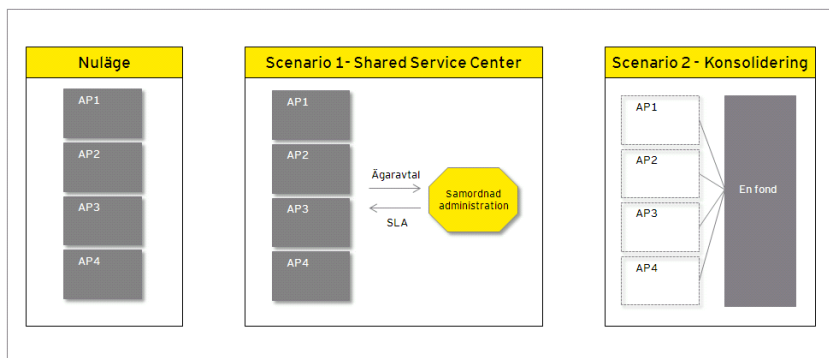 Nuläge
AP1
AP2
AP3
AP4
Scenario 1- Shared Service Center
AP1
AP2
AP3
AP4
Ägaravtal
SLA
Samordnad
administration
Scenario 2 - Konsolidering
AP1
AP2
AP3
AP4
En fond